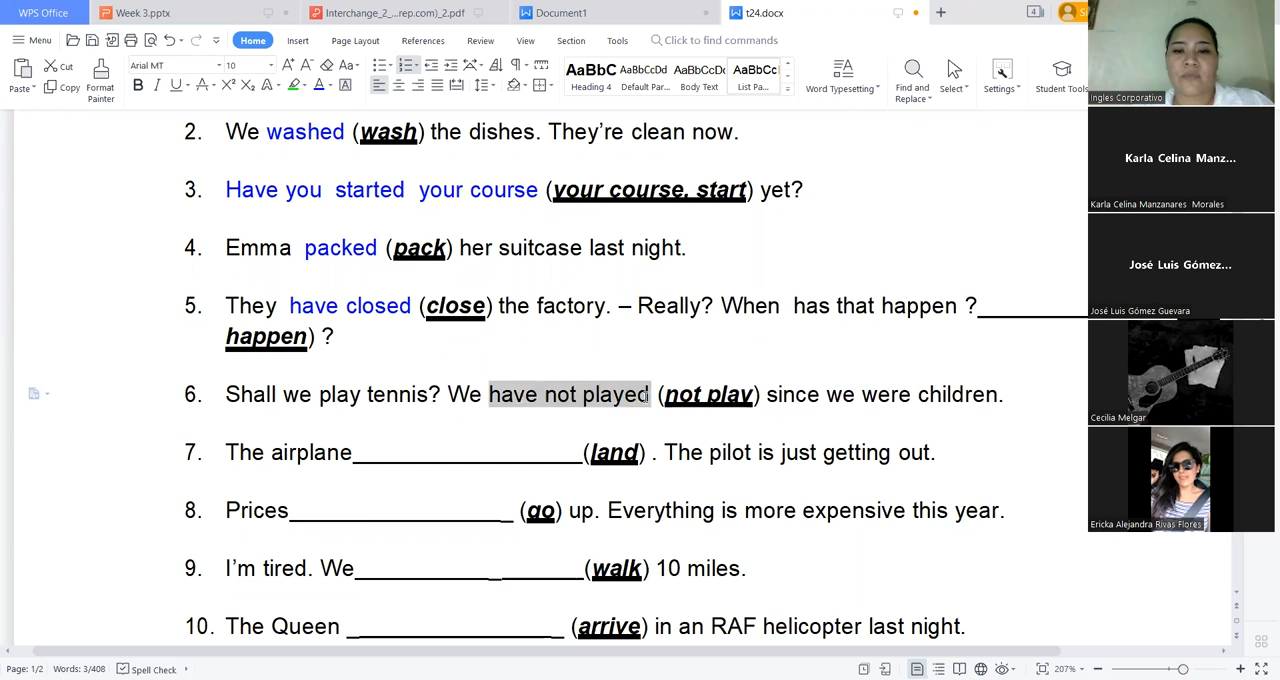 WPS Office
Week 3.pptx
Interchange_2_...rep.com)_2.pdf
Document1
t24.docx
4
Menu
Home
Insert
Page Layout
References
Review
View
Section
Tools
Click to find commands
Paste
Cut
Copy
Format Painter
Arial MT
10
AaBbC
Heading 4
AaBbCcDd
Default Par...
AaBbCcDc
Body Text
AaBbCc
List Pa...
Word Typesetting
Find and Replace
Select
Settings
Student Tools
2. We washed (wash) the dishes. They're clean now.
3. Have you started your course (your course, start) yet?
4. Emma packed (pack) her suitcase last night.
5. They have closed (close) the factory. – Really? When has that happen ?
happen) ?
6. Shall we play tennis? We have not played (not play) since we were children.
7. The airplane (land) . The pilot is just getting out.
8. Prices (go) up. Everything is more expensive this year.
9. I'm tired. We (walk) 10 miles.
10. The Queen (arrive) in an RAF helicopter last night.
Ingles Corporativo
Karla Celina Manz...
Karla Celina Manzanares Morales
José Luis Gómez...
José Luis Gómez Guevara
Cecilia Melgar
Ericka Alejandra Rivas Flores
Page: 1/2
Words: 3/408
Spell Check
207%